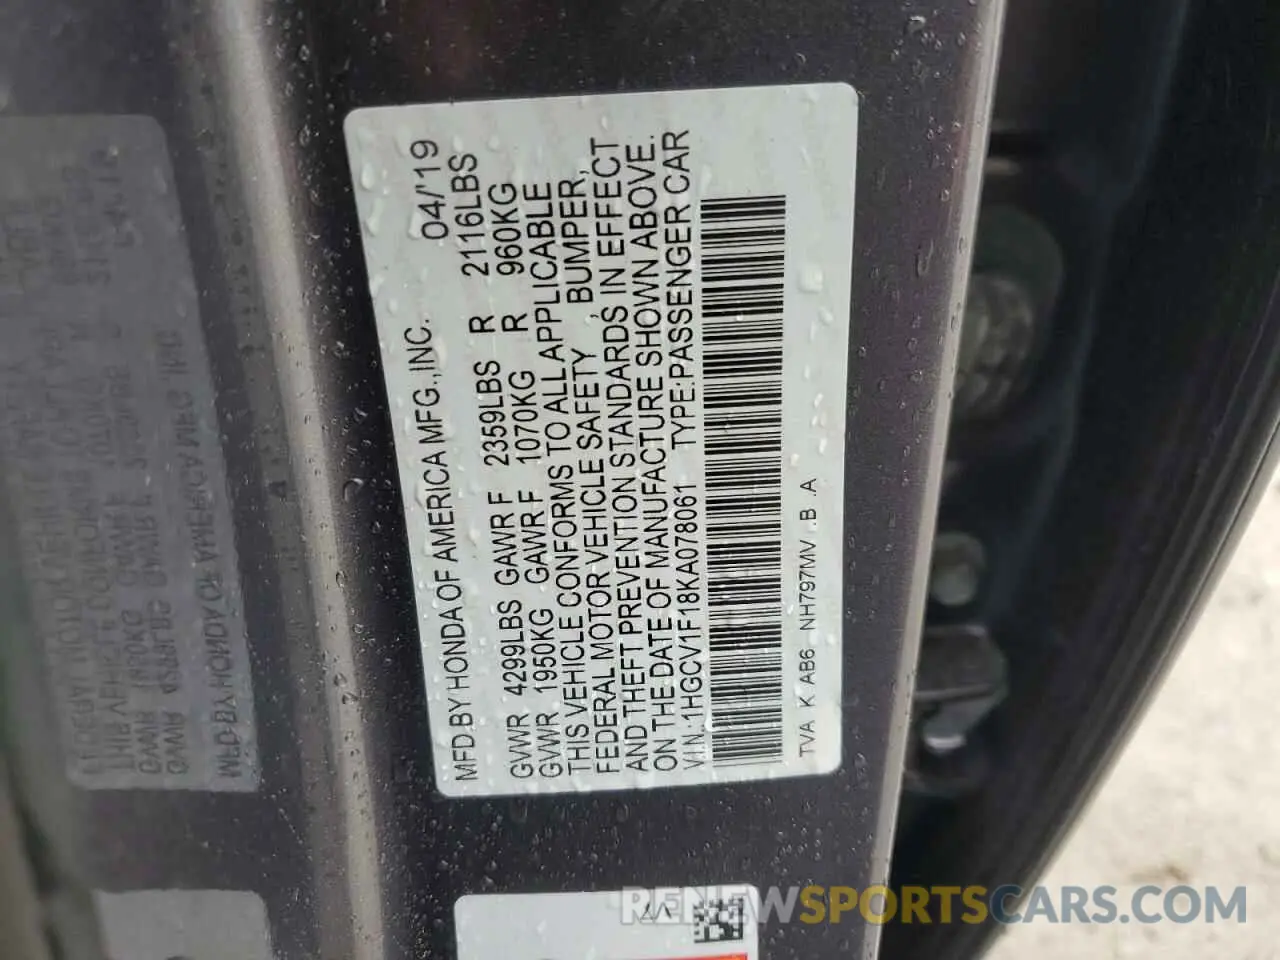 MFD.BY HONDA OF AMERICA MFG.,INC. 04/'19
GVWR 4299LBS GAWR F 2359LBS R 2116LBS
GVWR 1950KG GAWR F 1070KG R 960KG
THIS VEHICLE CONFORMS TO ALL APPLICABLE
FEDERAL MOTOR VEHICLE SAFETY, BUMPER,
AND THEFT PREVENTION STANDARDS, IN EFFECT
ON THE DATE OF MANUFACTURE SHOWN ABOVE.
V.I.N.:1HGCV1F18KA078061 TYPE:PASSENGER CAR
TVA K AB6 NH797MV .B .A
RENEWSPORTSCARS.COM